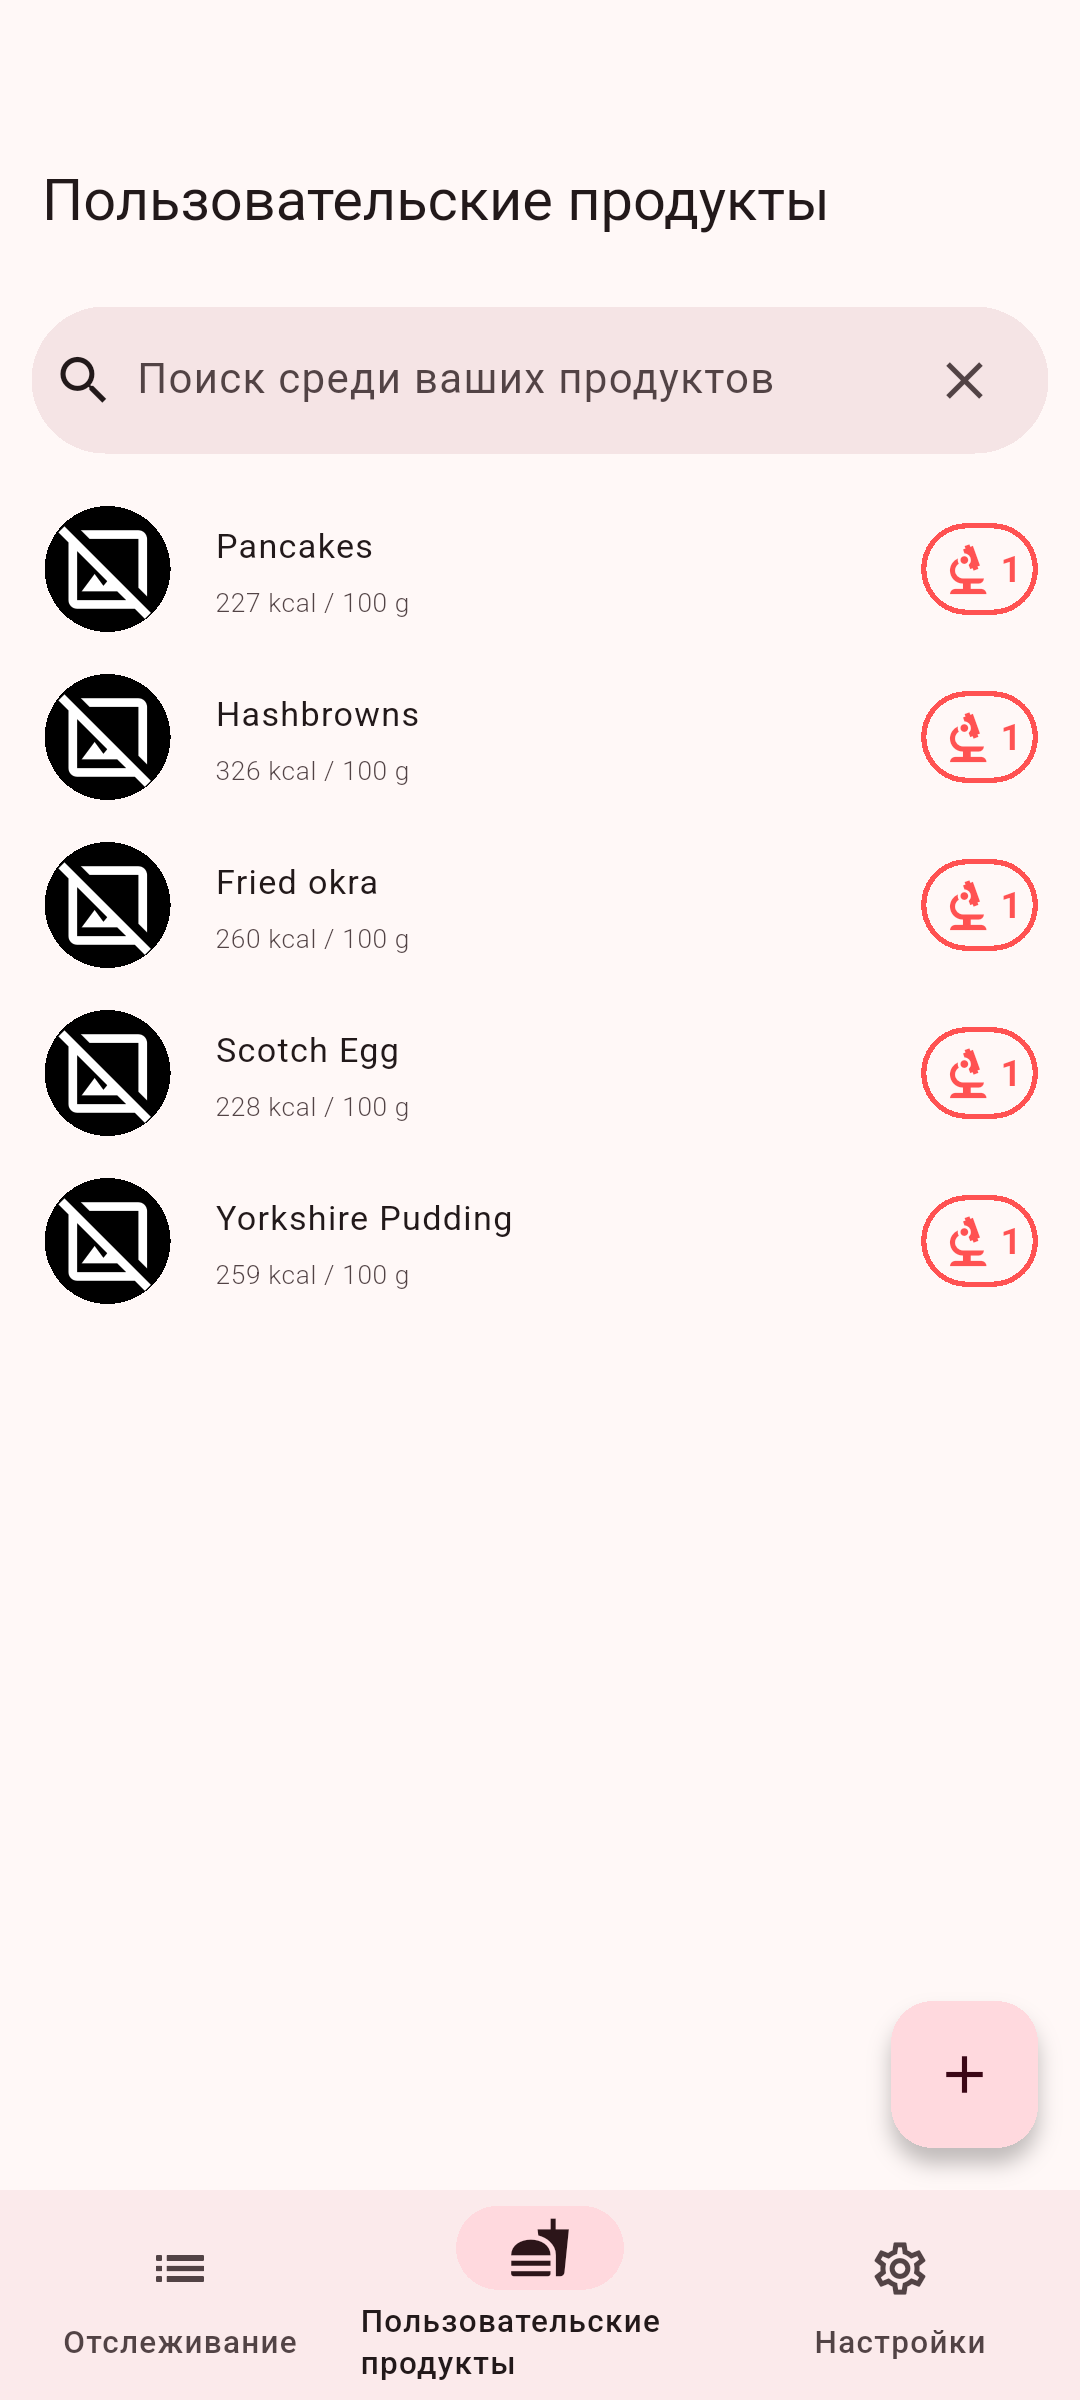 Пользовательские продукты
Поиск среди ваших продуктов
Pancakes
227 kcal / 100 g
1
Hashbrowns
326 kcal / 100 g
1
Fried okra
260 kcal / 100 g
1
Scotch Egg
228 kcal / 100 g
1
Yorkshire Pudding
259 kcal / 100 g
1
Отслеживание
Пользовательские
продукты
Настройки